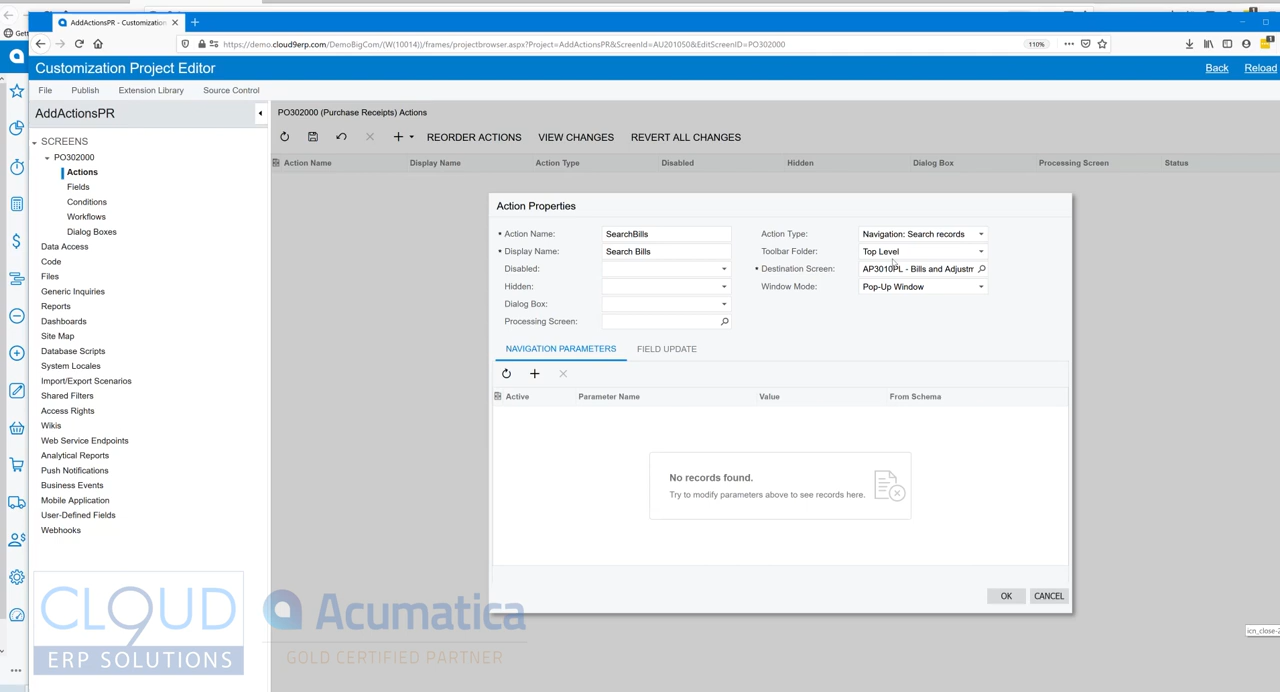 AddActionsPR - Customization
https://demo.cloud9erp.com/DemoBigCom/(W(10014))/frames/projectbrowser.aspx?Project=AddActionsPR&ScreenId=AU201050&EditScreenID=PO302000
110%
Customization Project Editor
Back
Reload
File
Publish
Extension Library
Source Control
AddActionsPR
PO302000 (Purchase Receipts) Actions
REORDER ACTIONS
VIEW CHANGES
REVERT ALL CHANGES
Action Name
Display Name
Action Type
Disabled
Hidden
Dialog Box
Processing Screen
Status
SCREENS
PO302000
Actions
Fields
Conditions
Workflows
Dialog Boxes
Data Access
Code
Files
Generic Inquiries
Reports
Dashboards
Site Map
Database Scripts
System Locales
Import/Export Scenarios
Shared Filters
Access Rights
Wikis
Web Service Endpoints
Analytical Reports
Push Notifications
Business Events
Mobile Application
User-Defined Fields
Webhooks
Action Properties
Action Name: SearchBills
Display Name: Search Bills
Disabled:
Hidden:
Dialog Box:
Processing Screen:
Action Type: Navigation: Search records
Toolbar Folder: Top Level
Destination Screen: AP3010PL - Bills and Adjustm
Window Mode: Pop-Up Window
NAVIGATION PARAMETERS
FIELD UPDATE
Active
Parameter Name
Value
From Schema
No records found.
Try to modify parameters above to see records here.
OK
CANCEL
CLOUD
9
ERP SOLUTIONS
Acumatica
GOLD CERTIFIED PARTNER